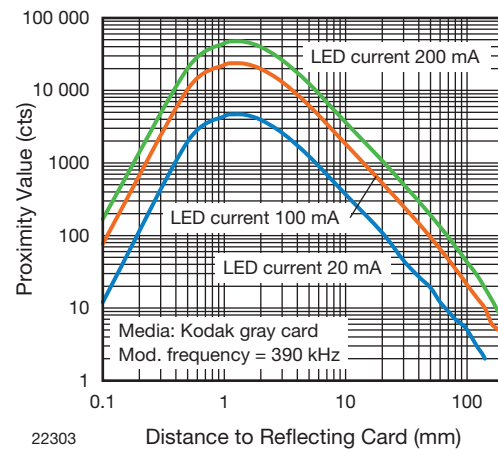 100 000
10 000
1000
100
10
1
Proximity Value (cts)
LED current 200 mA
LED current 100 mA
LED current 20 mA
Media: Kodak gray card
Mod. frequency = 390 kHz
0.1 1 10 100
22303 Distance to Reflecting Card (mm)